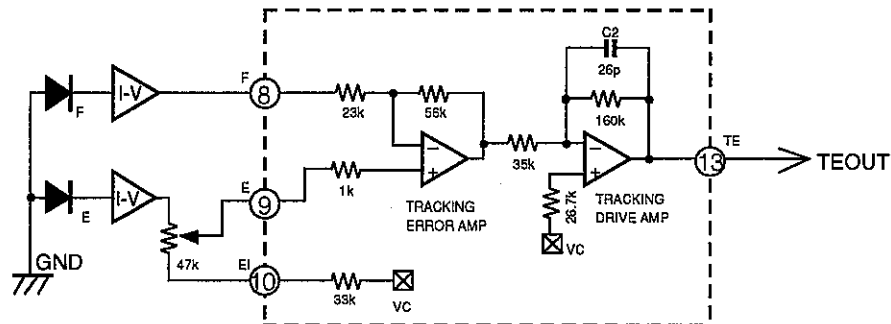 C2
26p
F
8
I-V
F
23k
56k
160k
−
+
35k
−
+
TE
13
TEOUT
I-V
E
E
9
1k
TRACKING
ERROR AMP
26.7k
TRACKING
DRIVE AMP
VC
GND
47k
EI
10
33k
VC